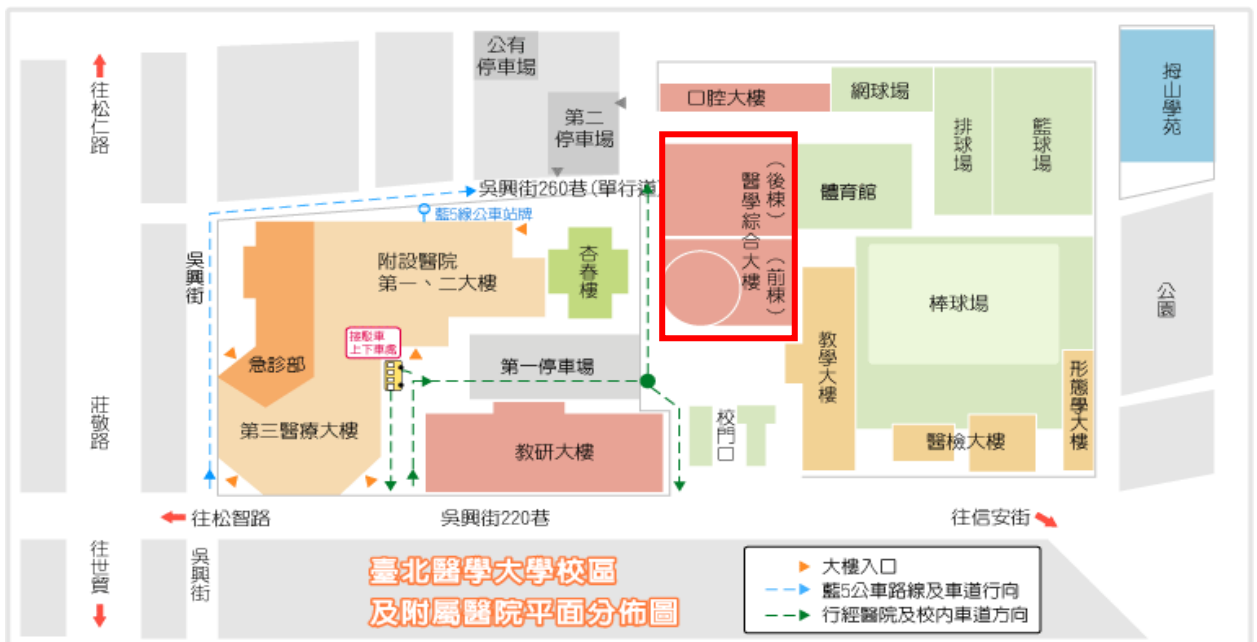 公有
停車場
第二
停車場
口腔大樓
網球場
排球場
籃球場
拇山學苑
往松仁路
吳興街260巷(單行道)
藍5線公車站牌
醫學綜合大樓
（後棟）
（前棟）
體育館
吳興街
附設醫院
第一、二大樓
杏春樓
棒球場
公園
接駁車
上下車處
急診部
第一停車場
教學大樓
形態學大樓
莊敬路
第三醫療大樓
教研大樓
校門口
醫檢大樓
往松智路
吳興街220巷
往信安街
往世貿
吳興街
臺北醫學大學校區
及附屬醫院平面分佈圖
大樓入口
藍5公車路線及車道行向
行經醫院及校內車道方向